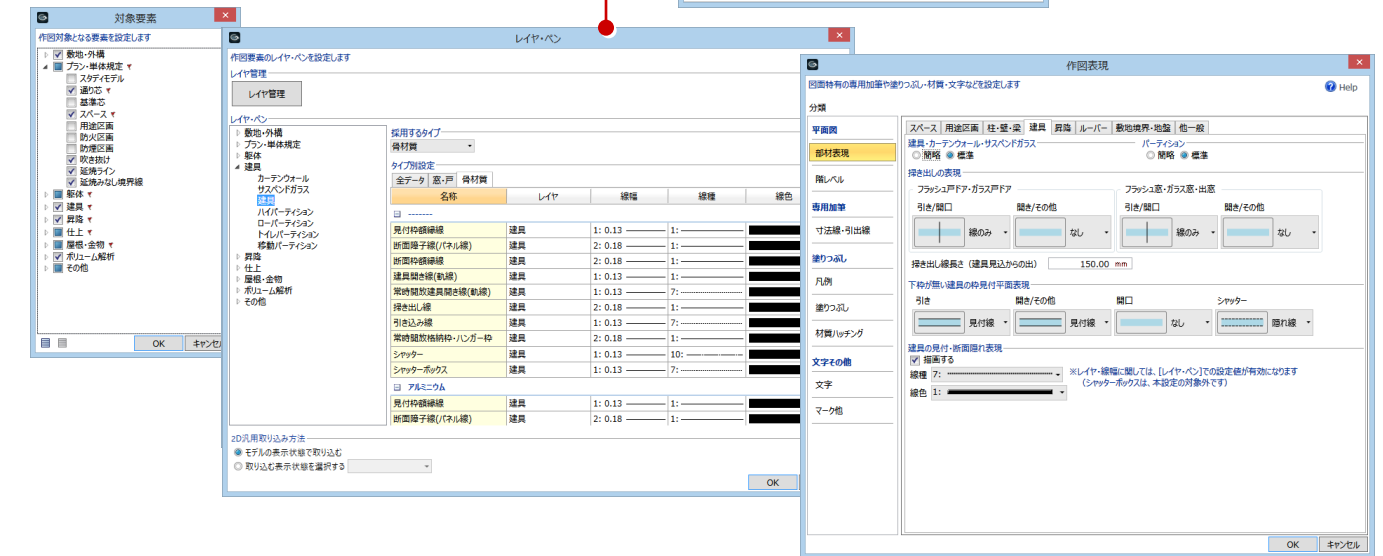 対象要素
作図対象となる要素を設定します
敷地・外構
プラン・単体規定
スタディモデル
通り芯
基準芯
スペース
用途区画
防火区画
防煙区画
吹き抜け
延焼ライン
延焼みなし境界線
躯体
建具
昇降
仕上
屋根・金物
ボリューム解析
その他
OK キャンセル
レイヤ・ペン
作図要素のレイヤ・ペンを設定します
レイヤ管理
レイヤ管理
レイヤ・ペン
敷地・外構
プラン・単体規定
躯体
建具
カーテンウォール
サスペンドガラス
建具
ハイパーティション
ローパーティション
トイレパーティション
移動パーティション
昇降
仕上
屋根・金物
ボリューム解析
その他
採用するタイプ
骨材質
タイプ別設定
全データ 窓・戸 骨材質
名称 レイヤ 線幅 線種 線色
-------
見付枠額縁線 建具 1: 0.13 1:
断面障子線(パネル線) 建具 2: 0.18 1:
断面枠額縁線 建具 2: 0.18 1:
建具開き線(軌線) 建具 1: 0.13 1:
常時開放建具開き線(軌線) 建具 1: 0.13 7:
掃き出し線 建具 2: 0.18 1:
引き込み線 建具 1: 0.13 7:
常時開放格納枠・ハンガー枠 建具 2: 0.18 1:
シャッター 建具 1: 0.13 10:
シャッターボックス 建具 1: 0.13 7:
アルミニウム
見付枠額縁線 建具 1: 0.13 1:
断面障子線(パネル線) 建具 2: 0.18 1:
2D汎用取り込み方法
モデルの表示状態で取り込む
取り込む表示状態を選択する
OK
作図表現
図面特有の専用加筆や塗りつぶし・材質・文字などを設定します
Help
分類
平面図
部材表現
階レベル
専用加筆
寸法線・引出線
塗りつぶし
凡例
塗りつぶし
材質ハッチング
文字その他
文字
マーク他
スペース 用途区画 柱・壁・梁 建具 昇降 ルーバー 敷地境界・地盤 他一般
建具・カーテンウォール・サスペンドガラス
簡略 標準
パーティション
簡略 標準
掃き出しの表現
フラッシュ戸ドア・ガラス戸ドア
引き/開口 開き/その他
線のみ なし
フラッシュ窓・ガラス窓・出窓
引き/開口 開き/その他
線のみ なし
掃き出し線長さ（建具見込からの出） 150.00 mm
下枠が無い建具の枠見付平面表現
引き 開き/その他 開口 シャッター
見付線 見付線 なし 隠れ線
建具の見付・断面隠れ表現
描画する
線種 7:
線色 1:
※レイヤ・線幅に関しては、[レイヤ・ペン]での設定値が有効になります
（シャッターボックスは、本設定の対象外です）
OK キャンセル